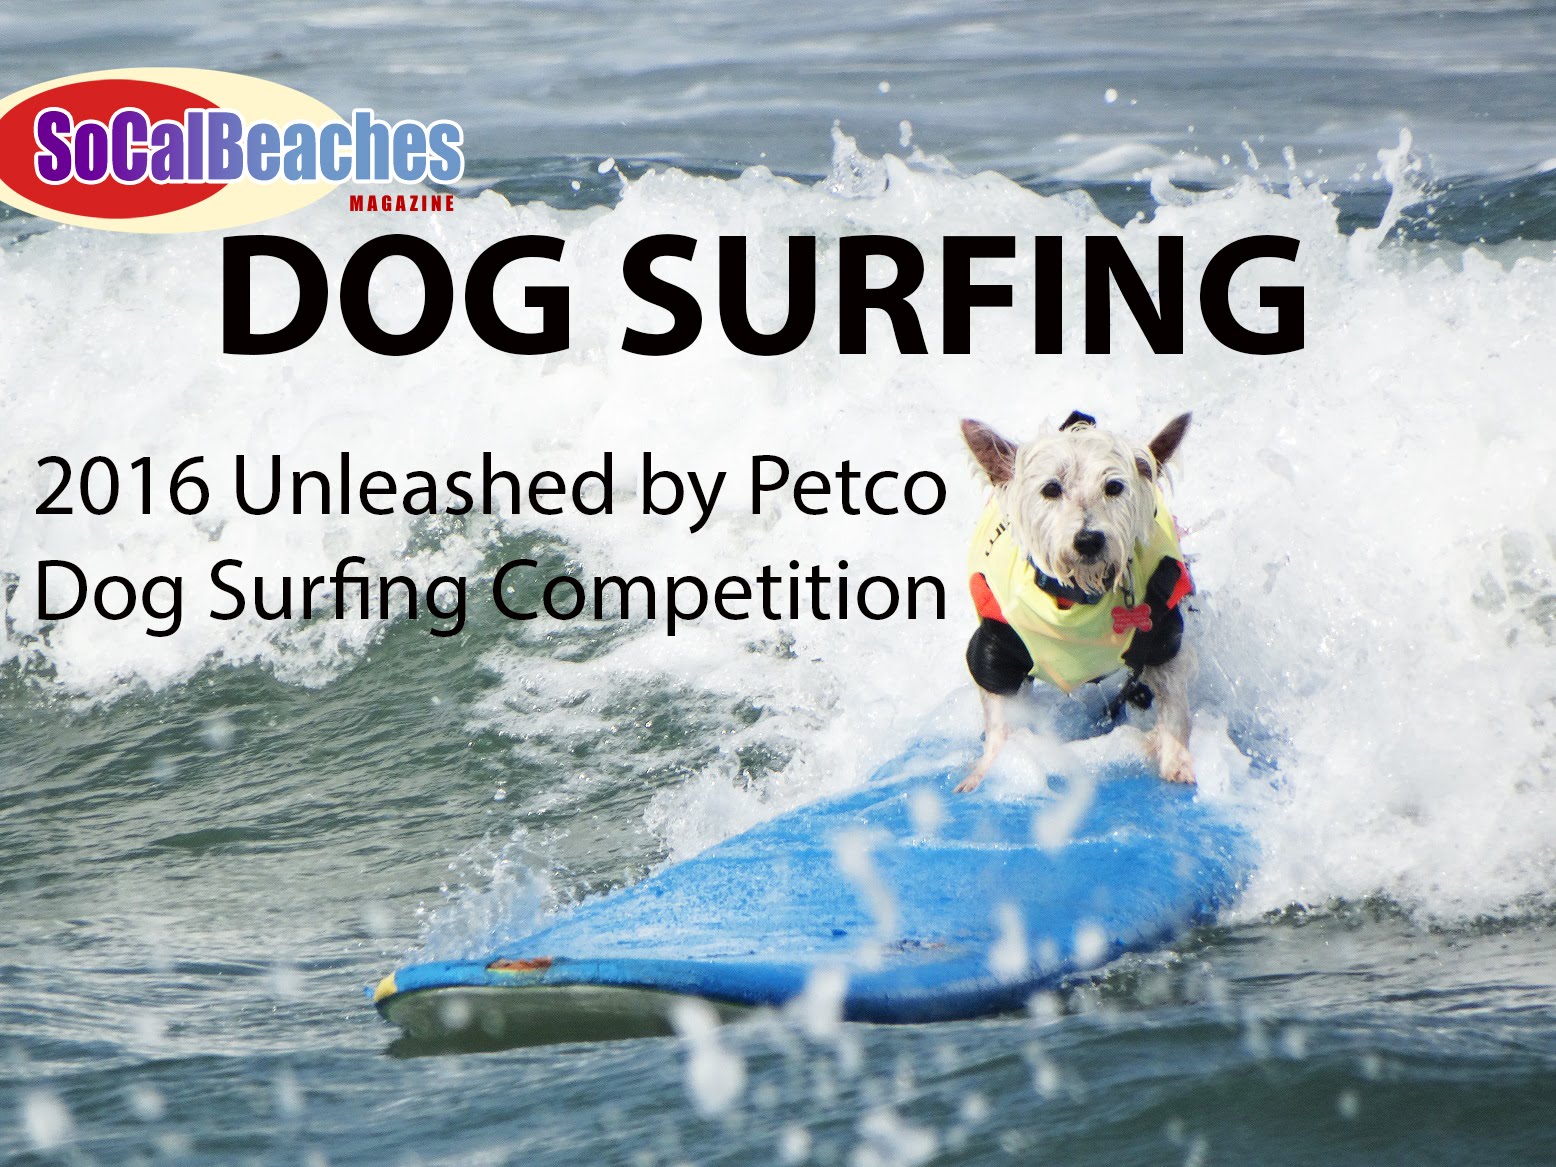 SoCalBeaches
MAGAZINE
DOG SURFING
2016 Unleashed by Petco
Dog Surfing Competition